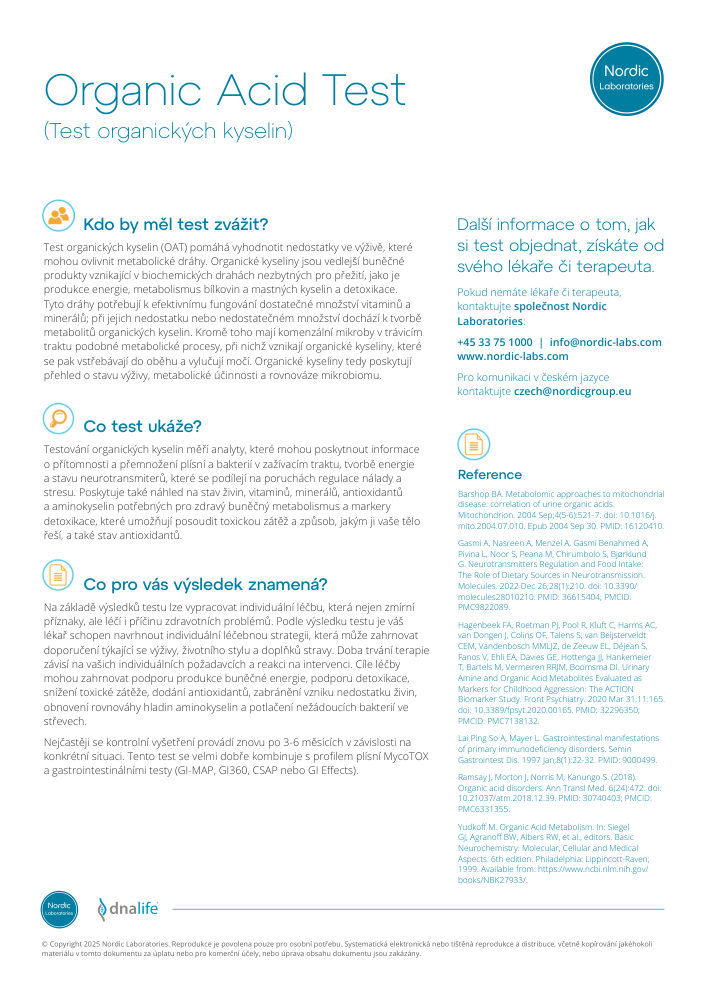 Organic Acid Test
(Test organických kyselin)
Nordic
Laboratories
Kdo by měl test zvážit?
Test organických kyselin (OAT) pomáhá vyhodnotit nedostatky ve výživě, které
mohou ovlivnit metabolické dráhy. Organické kyseliny jsou vedlejší buněčné
produkty vznikající v biochemických drahách nezbytných pro přežití, jako je
produkce energie, metabolismus bílkovin a mastných kyselin a detoxikace.
Tyto dráhy potřebují k efektivnímu fungování dostatečné množství vitaminů a
minerálů; při jejich nedostatku nebo nedostatečném množství dochází k tvorbě
metabolitů organických kyselin. Kromě toho mají komenzální mikroby v trávicím
traktu podobné metabolické procesy, při nichž vznikají organické kyseliny, které
se pak vstřebávají do oběhu a vylučují močí. Organické kyseliny tedy poskytují
přehled o stavu výživy, metabolické účinnosti a rovnováze mikrobiomu.
Co test ukáže?
Testování organických kyselin měří analyty, které mohou poskytnout informace
o přítomnosti a přemnožení plísní a bakterií v zažívacím traktu, tvorbě energie
a stavu neurotransmiterů, které se podílejí na poruchách regulace nálady a
stresu. Poskytuje také náhled na stav živin, vitaminů, minerálů, antioxidantů
a aminokyselin potřebných pro zdravý buněčný metabolismus a markery
detoxikace, které umožňují posoudit toxickou zátěž a způsob, jakým ji vaše tělo
řeší, a také stav antioxidantů.
Co pro vás výsledek znamená?
Na základě výsledků testu lze vypracovat individuální léčbu, která nejen zmírní
příznaky, ale léčí i příčinu zdravotních problémů. Podle výsledku testu je váš
lékař schopen navrhnout individuální léčebnou strategii, která může zahrnovat
doporučení týkající se výživy, životního stylu a doplňků stravy. Doba trvání terapie
závisí na vašich individuálních požadavcích a reakci na intervenci. Cíle léčby
mohou zahrnovat podporu produkce buněčné energie, podporu detoxikace,
snížení toxické zátěže, dodání antioxidantů, zabránění vzniku nedostatku živin,
obnovení rovnováhy hladin aminokyselin a potlačení nežádoucích bakterií ve
střevech.
Nejčastěji se kontrolní vyšetření provádí znovu po 3-6 měsících v závislosti na
konkrétní situaci. Tento test se velmi dobře kombinuje s profilem plísní MycoTOX
a gastrointestinálními testy (GI-MAP, GI360, CSAP nebo GI Effects).
Další informace o tom, jak
si test objednat, získáte od
svého lékaře či terapeuta.
Pokud nemáte lékaře či terapeuta,
kontaktujte společnost Nordic
Laboratories:
+45 33 75 1000 | info@nordic-labs.com
www.nordic-labs.com
Pro komunikaci v českém jazyce
kontaktujte czech@nordicgroup.eu
Reference
Barshop BA. Metabolomic approaches to mitochondrial
disease: correlation of urine organic acids.
Mitochondrion. 2004 Sep;4(5-6):521-7. doi: 10.1016/j.
mito.2004.07.010. Epub 2004 Sep 30. PMID: 16120410.
Gasmi A, Nasreen A, Menzel A, Gasmi Benahmed A,
Pivina L, Noor S, Peana M, Chirumbolo S, Bjørklund
G. Neurotransmitters Regulation and Food Intake:
The Role of Dietary Sources in Neurotransmission.
Molecules. 2022 Dec 26;28(1):210. doi: 10.3390/
molecules28010210. PMID: 36615404; PMCID:
PMC9822089.
Hagenbeek FA, Roetman PJ, Pool R, Kluft C, Harms AC,
van Dongen J, Colins OF, Talens S, van Beijsterveldt
CEM, Vandenbosch MMLJZ, de Zeeuw EL, Déjean S,
Fanos V, Ehli EA, Davies GE, Hottenga JJ, Hankemeier
T, Bartels M, Vermeiren RRJM, Boomsma DI. Urinary
Amine and Organic Acid Metabolites Evaluated as
Markers for Childhood Aggression: The ACTION
Biomarker Study. Front Psychiatry. 2020 Mar 31;11:165.
doi: 10.3389/fpsyt.2020.00165. PMID: 32296350;
PMCID: PMC7138132.
Lai Ping So A, Mayer L. Gastrointestinal manifestations
of primary immunodeficiency disorders. Semin
Gastrointest Dis. 1997 Jan;8(1):22-32. PMID: 9000499.
Ramsay J, Morton J, Norris M, Kanungo S. (2018).
Organic acid disorders. Ann Transl Med. 6(24):472. doi:
10.21037/atm.2018.12.39. PMID: 30740403; PMCID:
PMC6331355.
Yudkoff M. Organic Acid Metabolism. In: Siegel
GJ, Agranoff BW, Albers RW, et al., editors. Basic
Neurochemistry: Molecular, Cellular and Medical
Aspects. 6th edition. Philadelphia: Lippincott-Raven;
1999. Available from: https://www.ncbi.nlm.nih.gov/
books/NBK27933/.
Nordic
Laboratories
dnalife
© Copyright 2025 Nordic Laboratories. Reprodukce je povolena pouze pro osobní potřebu. Systematická elektronická nebo tištěná reprodukce a distribuce, včetně kopírování jakéhokoli
materiálu v tomto dokumentu za úplatu nebo pro komerční účely, nebo úprava obsahu dokumentu jsou zakázány.